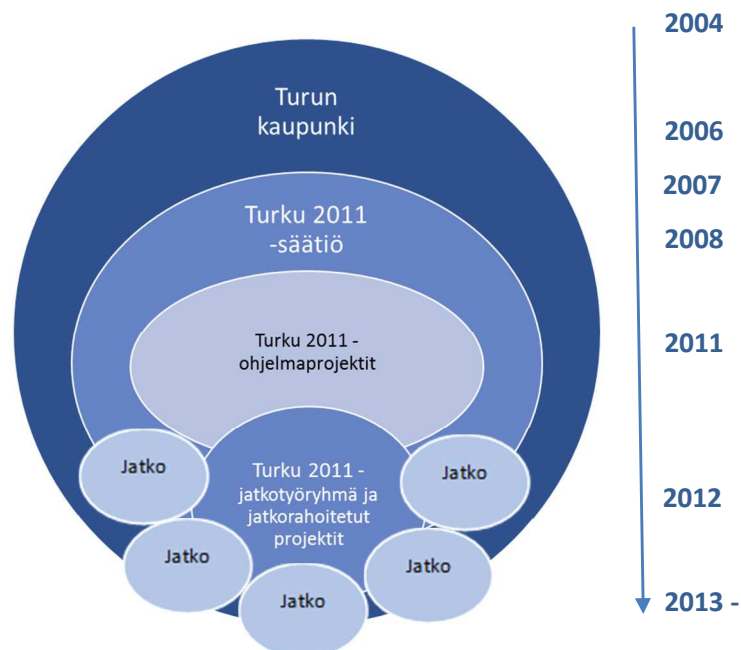 Turun
kaupunki
Turku 2011
-säätiö
Turku 2011 -
ohjelmaprojektit
Turku 2011 -
jatkotyöryhmä ja
jatkorahoitetut
projektit
Jatko
Jatko
Jatko
Jatko
Jatko
2004
2006
2007
2008
2011
2012
2013 -